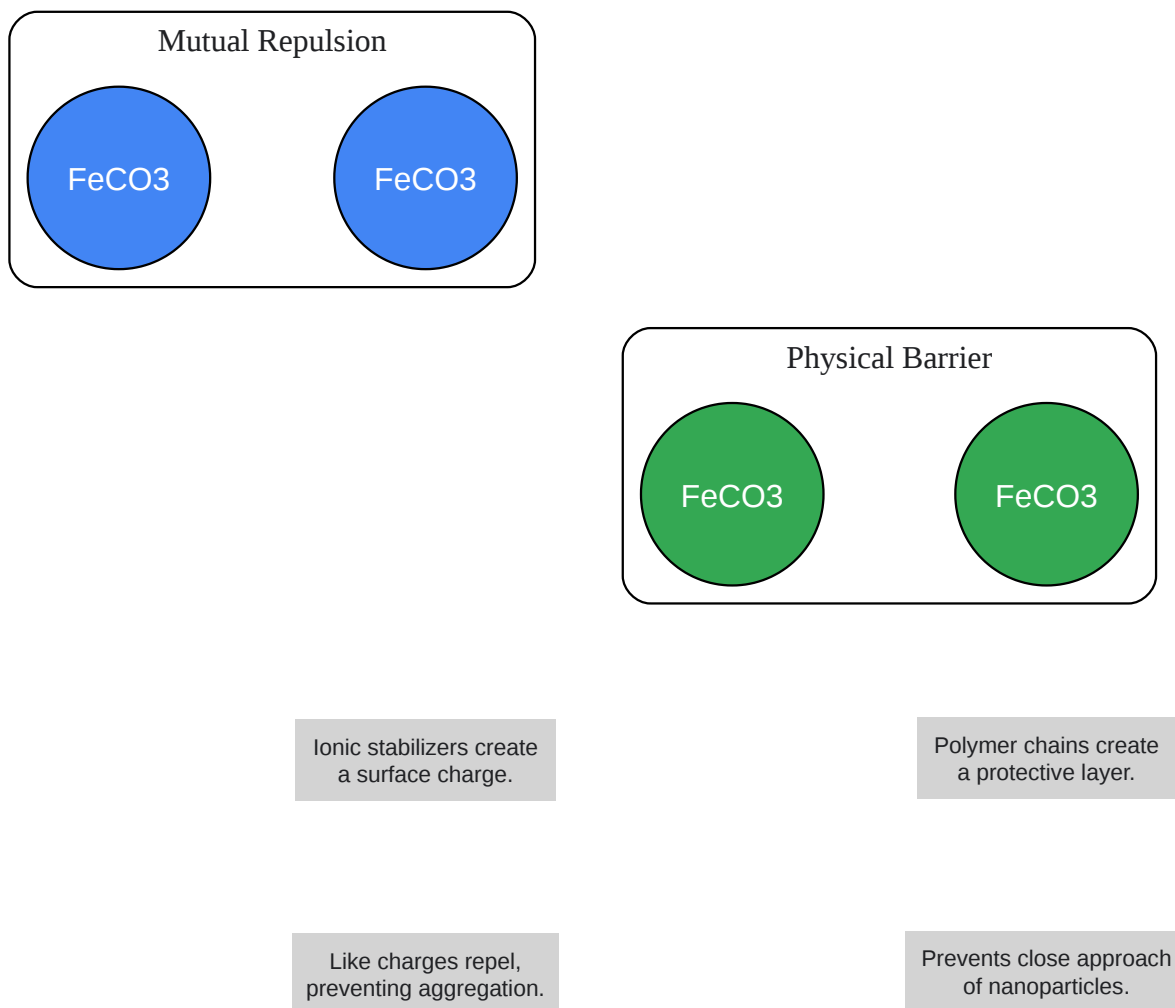 Mutual Repulsion
FeCO3
FeCO3
Physical Barrier
FeCO3
FeCO3
Ionic stabilizers create
a surface charge.
Polymer chains create
a protective layer.
Like charges repel,
preventing aggregation.
Prevents close approach
of nanoparticles.